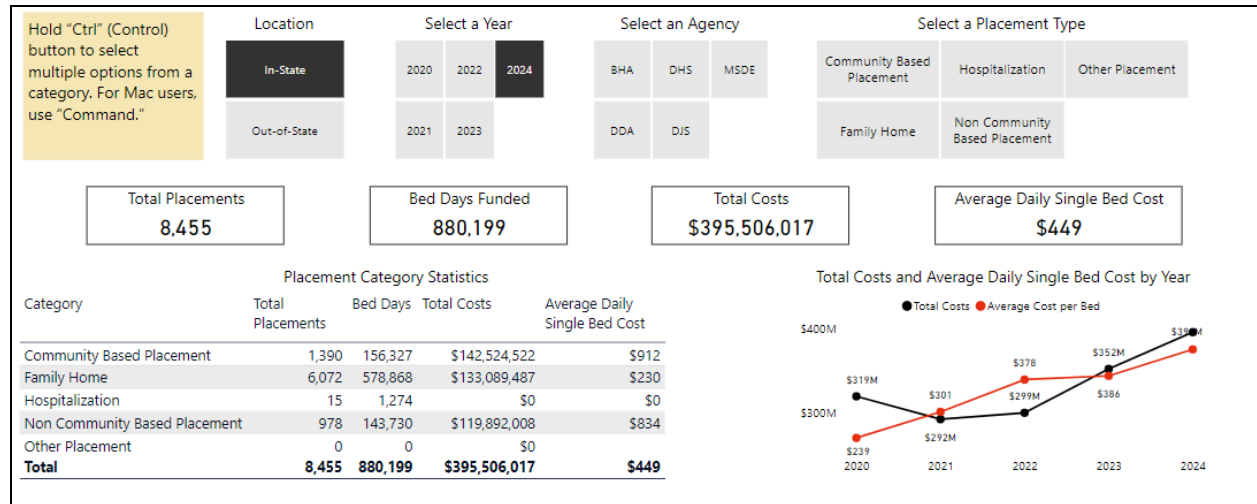 Hold “Ctrl” (Control)
button to select
multiple options from a
category. For Mac users,
use “Command.”
Location
In-State
Out-of-State
Select a Year
2020 2022 2024
2021 2023
Select an Agency
BHA DHS MSDE
DDA DJS
Select a Placement Type
Community Based
Placement
Hospitalization
Other Placement
Family Home
Non Community
Based Placement
Total Placements
8,455
Bed Days Funded
880,199
Total Costs
$395,506,017
Average Daily Single Bed Cost
$449
Placement Category Statistics
Category Total Placements Bed Days Total Costs Average Daily Single Bed Cost
Community Based Placement 1,390 156,327 $142,524,522 $912
Family Home 6,072 578,868 $133,089,487 $230
Hospitalization 15 1,274 $0 $0
Non Community Based Placement 978 143,730 $119,892,008 $834
Other Placement 0 0 $0
Total 8,455 880,199 $395,506,017 $449
Total Costs and Average Daily Single Bed Cost by Year
Total Costs Average Cost per Bed
$400M
$300M
$319M
$239
$301
$292M
$378
$299M
$352M
$386
2020 2021 2022 2023 2024